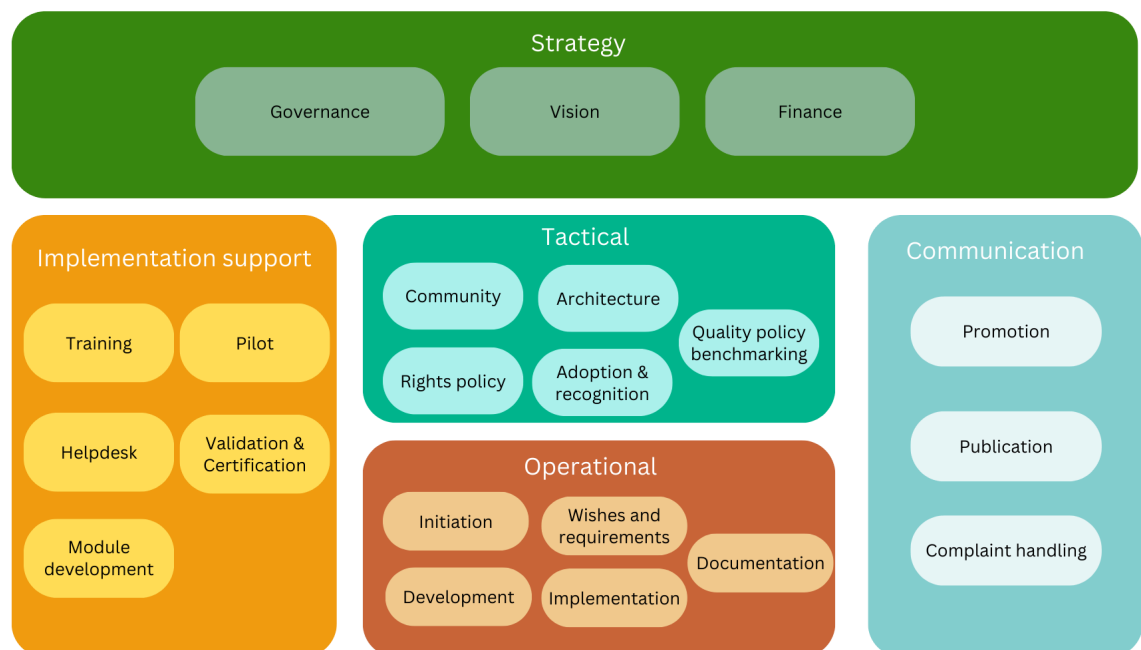 Strategy
Governance
Vision
Finance
Implementation support
Training
Pilot
Helpdesk
Validation &
Certification
Module
development
Tactical
Community
Architecture
Quality policy
benchmarking
Rights policy
Adoption &
recognition
Operational
Initiation
Wishes and
requirements
Documentation
Development
Implementation
Communication
Promotion
Publication
Complaint handling